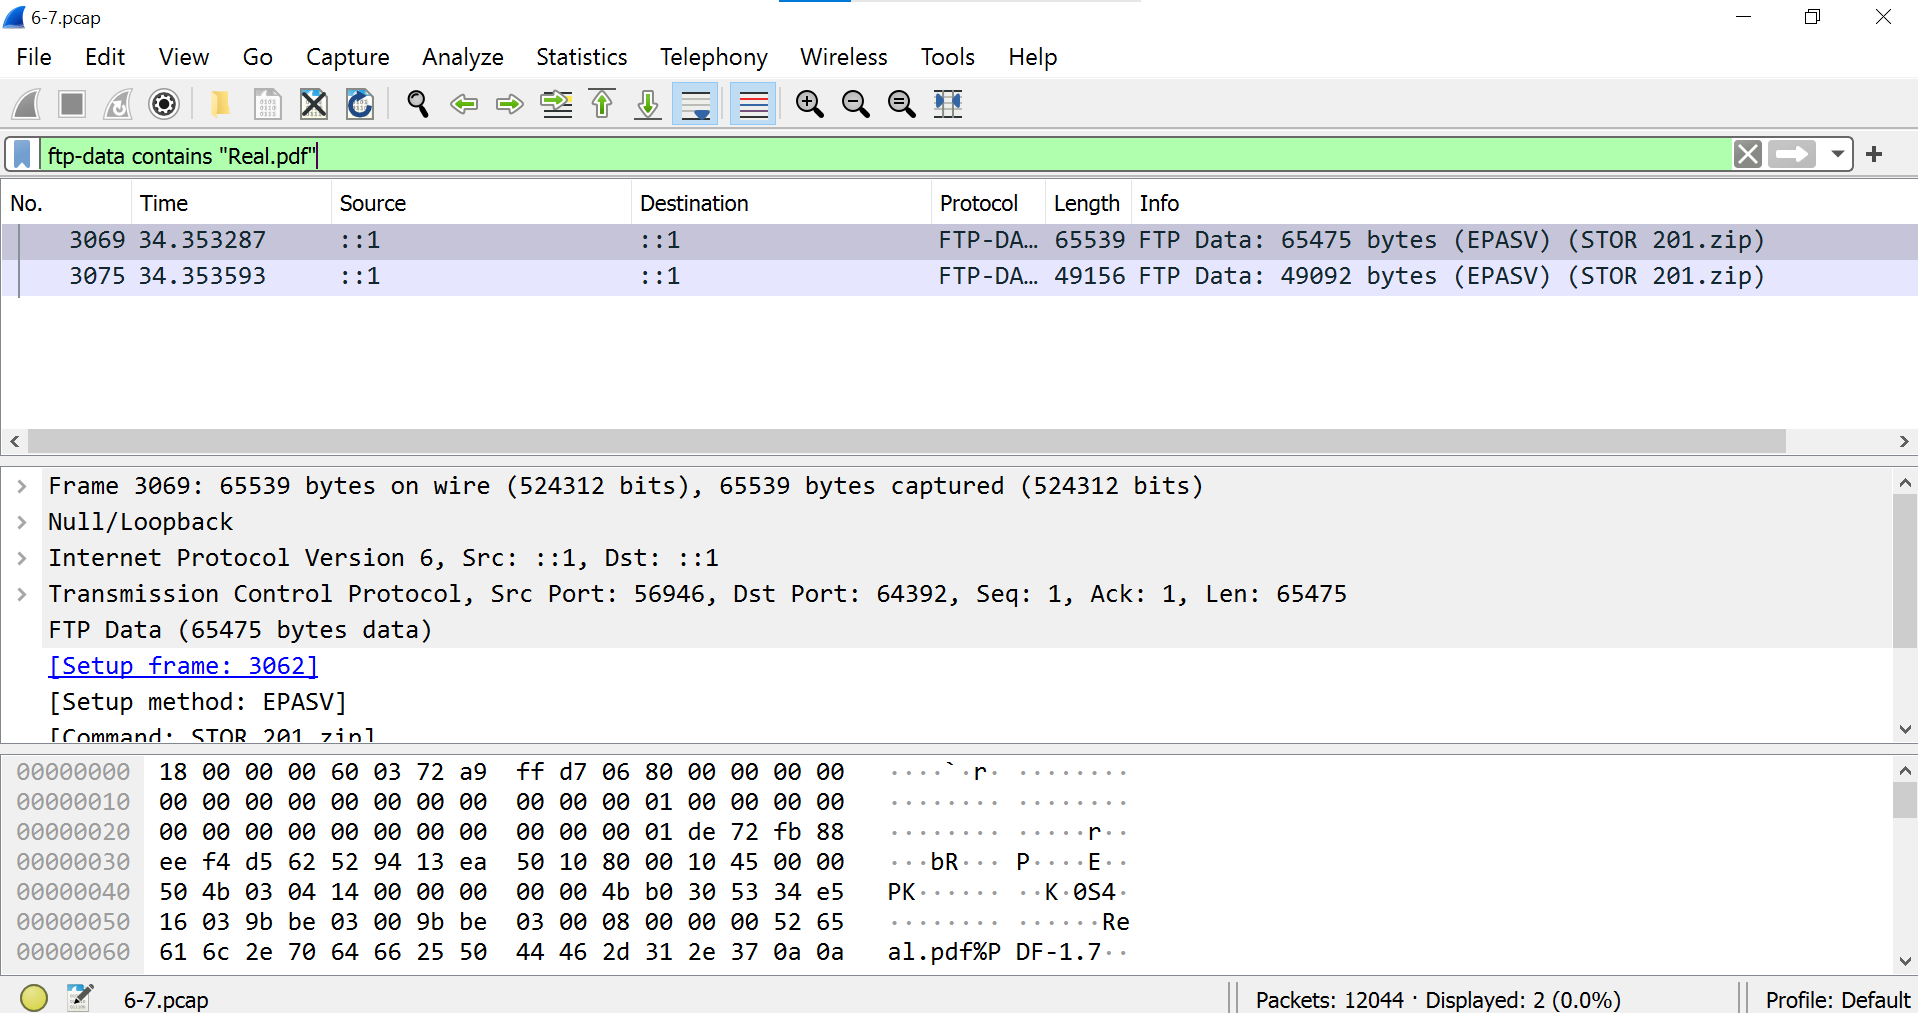 6-7.pcap
File Edit View Go Capture Analyze Statistics Telephony Wireless Tools Help
ftp-data contains "Real.pdf"
No. Time Source Destination Protocol Length Info
3069 34.353287 ::1 ::1 FTP-DA… 65539 FTP Data: 65475 bytes (EPASV) (STOR 201.zip)
3075 34.353593 ::1 ::1 FTP-DA… 49156 FTP Data: 49092 bytes (EPASV) (STOR 201.zip)
Frame 3069: 65539 bytes on wire (524312 bits), 65539 bytes captured (524312 bits)
Null/Loopback
Internet Protocol Version 6, Src: ::1, Dst: ::1
Transmission Control Protocol, Src Port: 56946, Dst Port: 64392, Seq: 1, Ack: 1, Len: 65475
FTP Data (65475 bytes data)
[Setup frame: 3062]
[Setup method: EPASV]
[Command: STOR 201.zip]
00000000 18 00 00 00 60 03 72 a9 ff d7 06 80 00 00 00 00 ····`·r· ········
00000010 00 00 00 00 00 00 00 00 00 00 00 01 00 00 00 00 ········ ········
00000020 00 00 00 00 00 00 00 00 00 00 00 01 de 72 fb 88 ········ ·····r··
00000030 ee f4 d5 62 52 94 13 ea 50 10 80 00 10 45 00 00 ···bR··· P····E··
00000040 50 4b 03 04 14 00 00 00 00 00 4b b0 30 53 34 e5 PK······ ··K·0S4·
00000050 16 03 9b be 03 00 9b be 03 00 08 00 00 00 52 65 ········ ······Re
00000060 61 6c 2e 70 64 66 25 50 44 46 2d 31 2e 37 0a 0a al.pdf%P DF-1.7··
6-7.pcap Packets: 12044 · Displayed: 2 (0.0%) Profile: Default